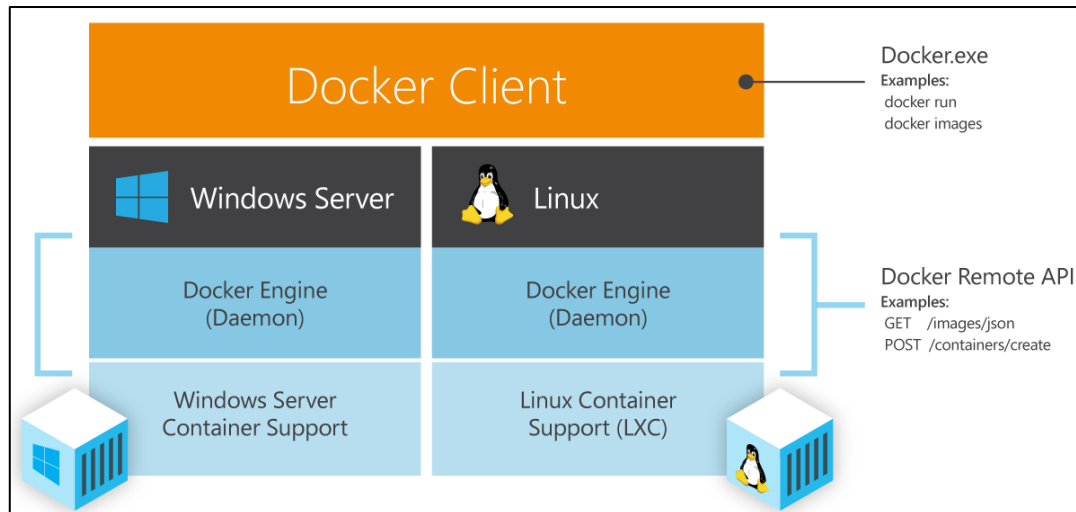 Docker Client
Docker.exe
Examples:
docker run
docker images
Windows Server
Linux
Docker Engine
(Daemon)
Docker Engine
(Daemon)
Docker Remote API
Examples:
GET /images/json
POST /containers/create
Windows Server
Container Support
Linux Container
Support (LXC)